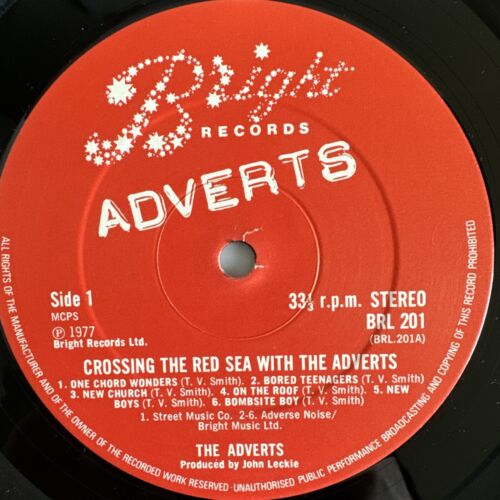 Bright
RECORDS
ADVERTS
Side 1
MCPS
Ⓟ 1977
Bright Records Ltd.
33⅓ r.p.m. STEREO
BRL 201
(BRL.201A)
CROSSING THE RED SEA WITH THE ADVERTS
1. ONE CHORD WONDERS (T. V. Smith). 2. BORED TEENAGERS (T. V. Smith)
3. NEW CHURCH (T. V. Smith). 4. ON THE ROOF (T. V. Smith). 5. NEW
BOYS (T. V. Smith). 6. BOMBSITE BOY (T. V. Smith).
1. Street Music Co. 2-6. Adverse Noise/
Bright Music Ltd.
THE ADVERTS
Produced by John Leckie
ALL RIGHTS OF THE MANUFACTURER AND OF THE OWNER OF THE RECORDED WORK RESERVED · UNAUTHORISED PUBLIC PERFORMANCE BROADCASTING AND COPYING OF THIS RECORD PROHIBITED